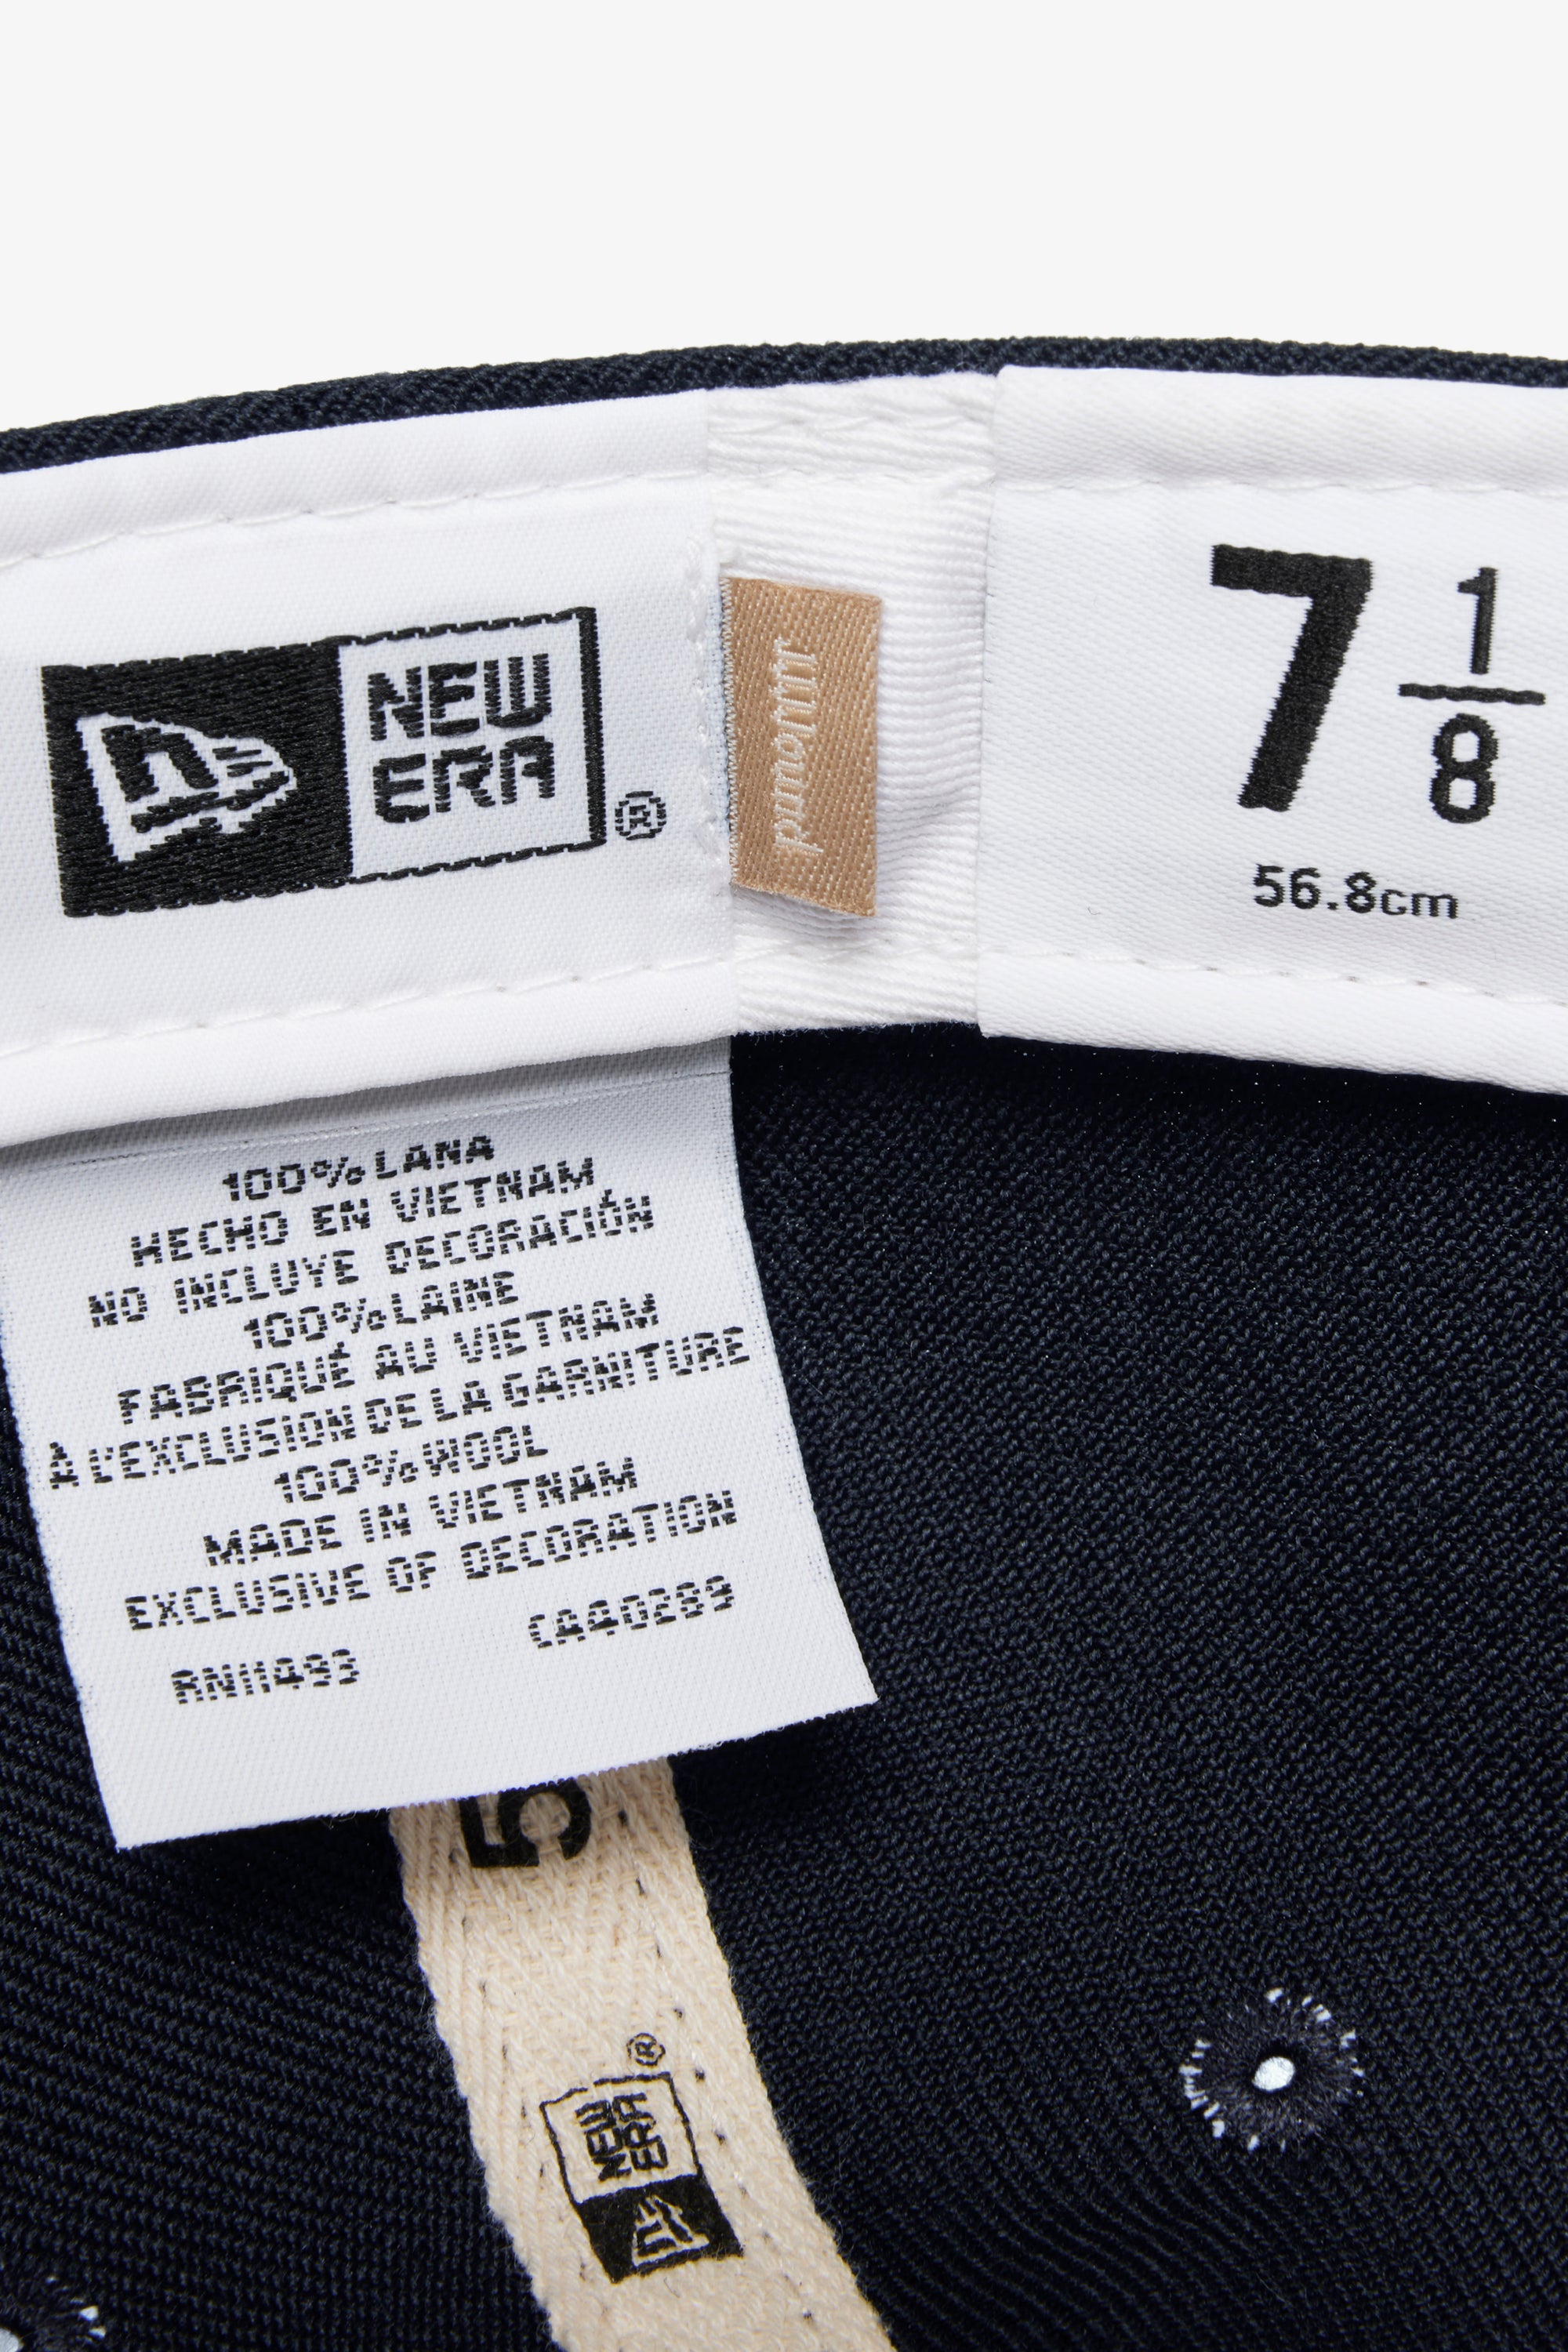 NEW
ERA
®
7 1/8
56.8cm
100% LANA
HECHO EN VIETNAM
NO INCLUYE DECORACIÓN
100% LAINE
FABRIQUÉ AU VIETNAM
À L'EXCLUSION DE LA GARNITURE
100% WOOL
MADE IN VIETNAM
EXCLUSIVE OF DECORATION
CA40289
RN11493
5
®
NEW
ERA